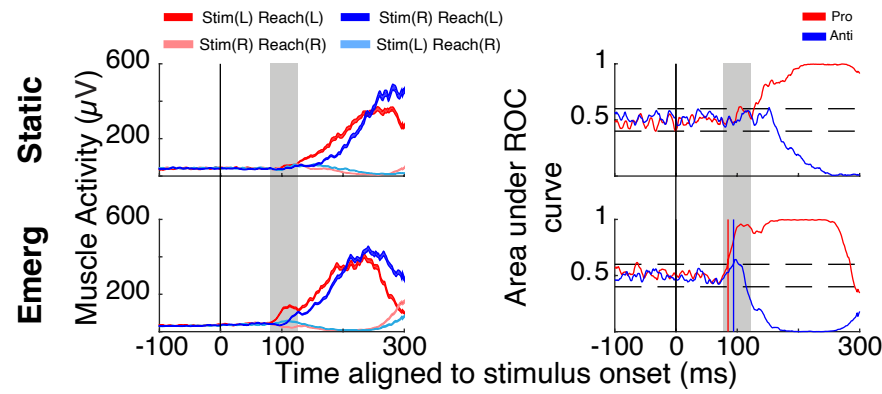 Stim(L) Reach(L)
Stim(R) Reach(L)
Stim(R) Reach(R)
Stim(L) Reach(R)
Pro
Anti
Static
Emerg
Muscle Activity (µV)
600
200
600
200
-100
0
100
300
Area under ROC
curve
1
0.5
1
0.5
-100
0
100
300
Time aligned to stimulus onset (ms)